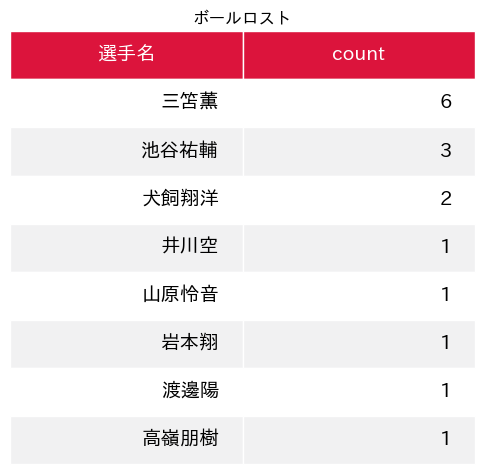 ボールロスト
選手名 count
三笘薫 6
池谷祐輔 3
犬飼翔洋 2
井川空 1
山原怜音 1
岩本翔 1
渡邊陽 1
高嶺朋樹 1